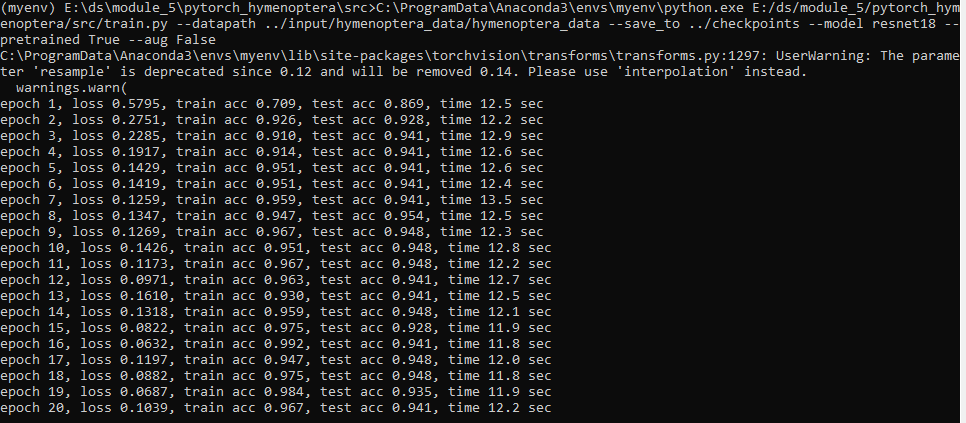 (myenv) E:\ds\module_5\pytorch_hymenoptera\src>C:\ProgramData\Anaconda3\envs\myenv\python.exe E:/ds/module_5/pytorch_hym
enoptera/src/train.py --datapath ../input/hymenoptera_data/hymenoptera_data --save_to ../checkpoints --model resnet18 --
pretrained True --aug False
C:\ProgramData\Anaconda3\envs\myenv\lib\site-packages\torchvision\transforms\transforms.py:1297: UserWarning: The parame
ter 'resample' is deprecated since 0.12 and will be removed 0.14. Please use 'interpolation' instead.
  warnings.warn(
epoch 1, loss 0.5795, train acc 0.709, test acc 0.869, time 12.5 sec
epoch 2, loss 0.2751, train acc 0.926, test acc 0.928, time 12.2 sec
epoch 3, loss 0.2285, train acc 0.910, test acc 0.941, time 12.9 sec
epoch 4, loss 0.1917, train acc 0.914, test acc 0.941, time 12.6 sec
epoch 5, loss 0.1429, train acc 0.951, test acc 0.941, time 12.6 sec
epoch 6, loss 0.1419, train acc 0.951, test acc 0.941, time 12.4 sec
epoch 7, loss 0.1259, train acc 0.959, test acc 0.941, time 13.5 sec
epoch 8, loss 0.1347, train acc 0.947, test acc 0.954, time 12.5 sec
epoch 9, loss 0.1269, train acc 0.967, test acc 0.948, time 12.3 sec
epoch 10, loss 0.1426, train acc 0.951, test acc 0.948, time 12.8 sec
epoch 11, loss 0.1173, train acc 0.967, test acc 0.948, time 12.2 sec
epoch 12, loss 0.0971, train acc 0.963, test acc 0.941, time 12.7 sec
epoch 13, loss 0.1610, train acc 0.930, test acc 0.941, time 12.5 sec
epoch 14, loss 0.1318, train acc 0.959, test acc 0.948, time 12.1 sec
epoch 15, loss 0.0822, train acc 0.975, test acc 0.928, time 11.9 sec
epoch 16, loss 0.0632, train acc 0.992, test acc 0.941, time 11.8 sec
epoch 17, loss 0.1197, train acc 0.947, test acc 0.948, time 12.0 sec
epoch 18, loss 0.0882, train acc 0.975, test acc 0.948, time 11.8 sec
epoch 19, loss 0.0687, train acc 0.984, test acc 0.935, time 11.9 sec
epoch 20, loss 0.1039, train acc 0.967, test acc 0.941, time 12.2 sec